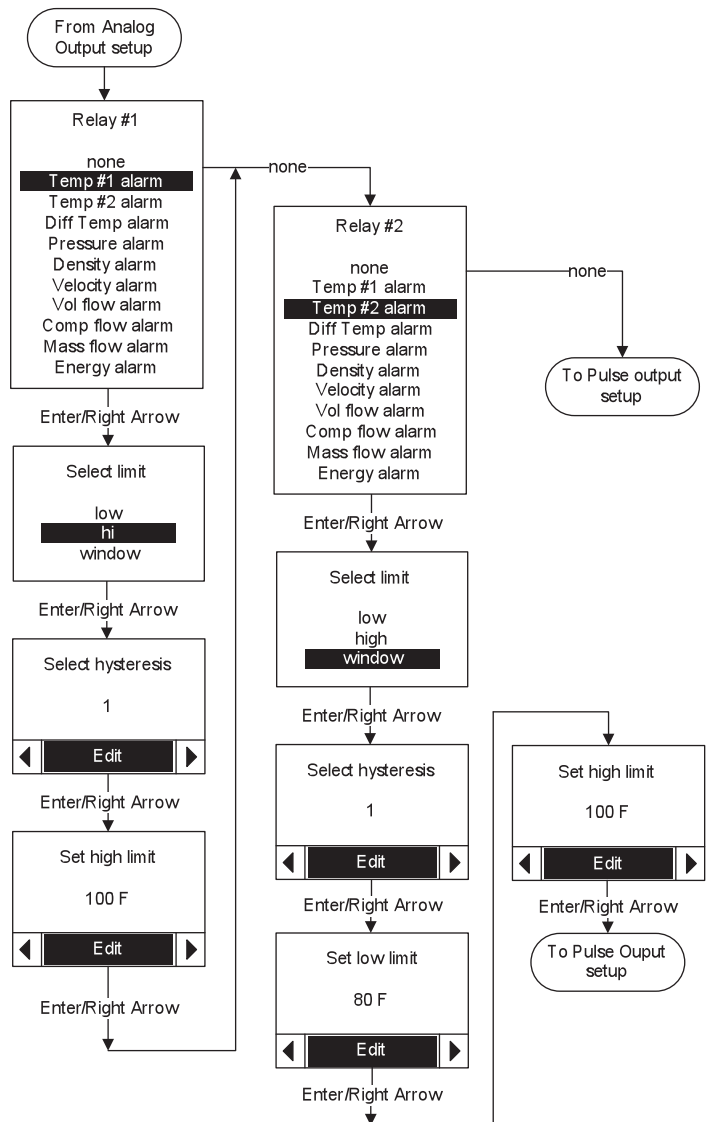 From Analog
Output setup
Relay #1
none
Temp #1 alarm
Temp #2 alarm
Diff Temp alarm
Pressure alarm
Density alarm
Velocity alarm
Vol flow alarm
Comp flow alarm
Mass flow alarm
Energy alarm
Enter/Right Arrow
Select limit
low
hi
window
Enter/Right Arrow
Select hysteresis
1
Edit
Enter/Right Arrow
Set high limit
100 F
Edit
Enter/Right Arrow
none
Relay #2
none
Temp #1 alarm
Temp #2 alarm
Diff Temp alarm
Pressure alarm
Density alarm
Velocity alarm
Vol flow alarm
Comp flow alarm
Mass flow alarm
Energy alarm
Enter/Right Arrow
Select limit
low
high
window
Enter/Right Arrow
Select hysteresis
1
Edit
Enter/Right Arrow
Set low limit
80 F
Edit
Enter/Right Arrow
none
To Pulse output
setup
Set high limit
100 F
Edit
Enter/Right Arrow
To Pulse Ouput
setup